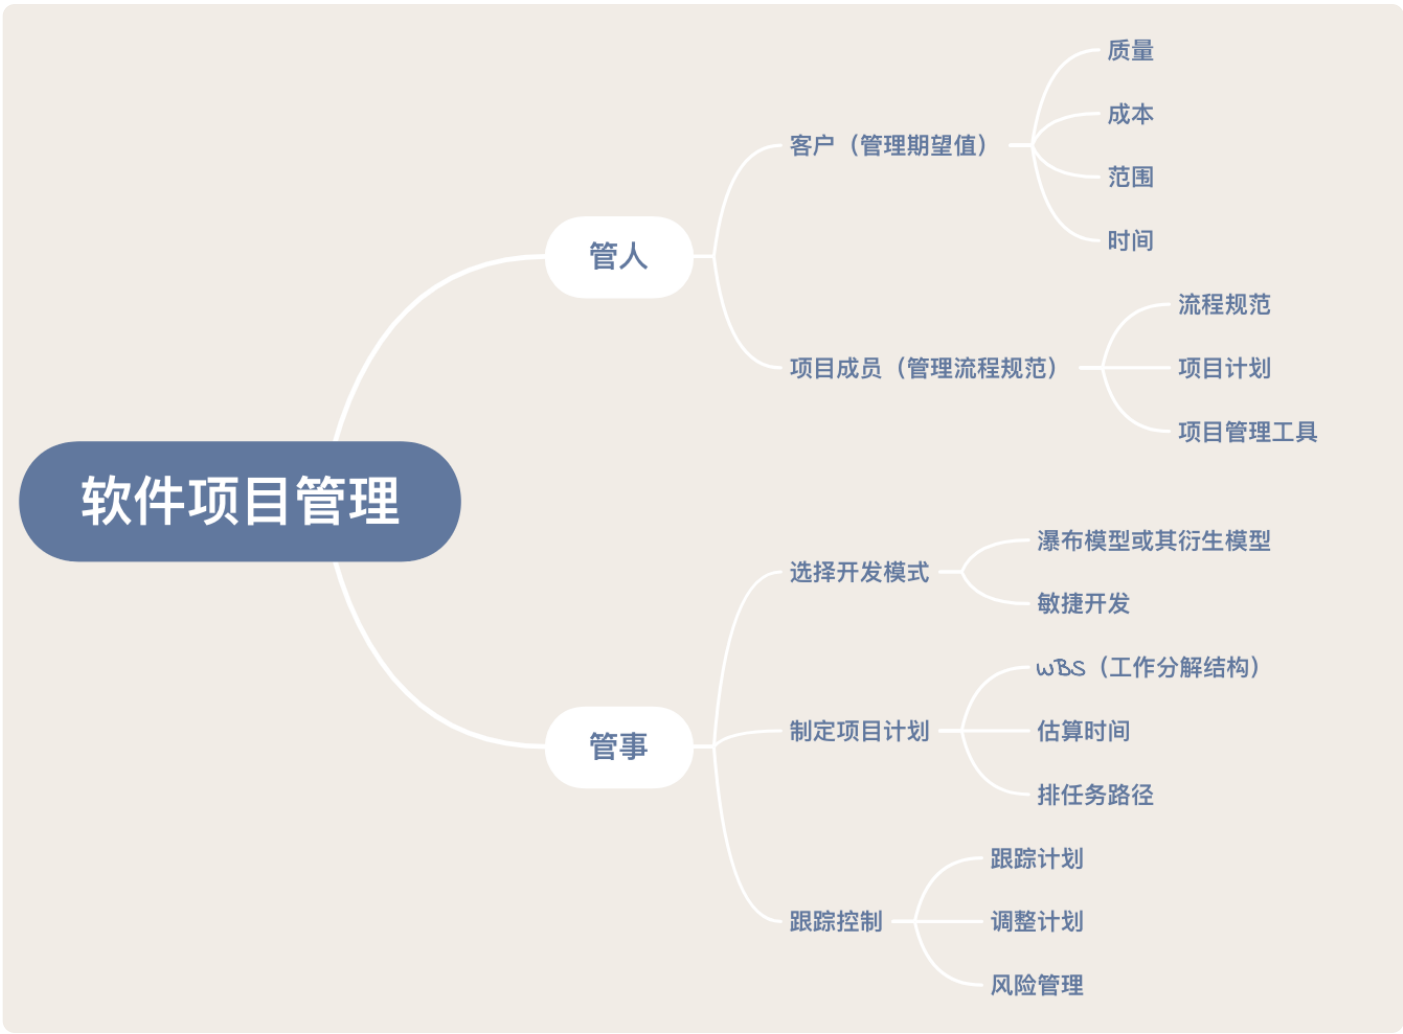 软件项目管理
管人
客户（管理期望值）
质量
成本
范围
时间
项目成员（管理流程规范）
流程规范
项目计划
项目管理工具
管事
选择开发模式
瀑布模型或其衍生模型
敏捷开发
制定项目计划
WBS（工作分解结构）
估算时间
排任务路径
跟踪控制
跟踪计划
调整计划
风险管理